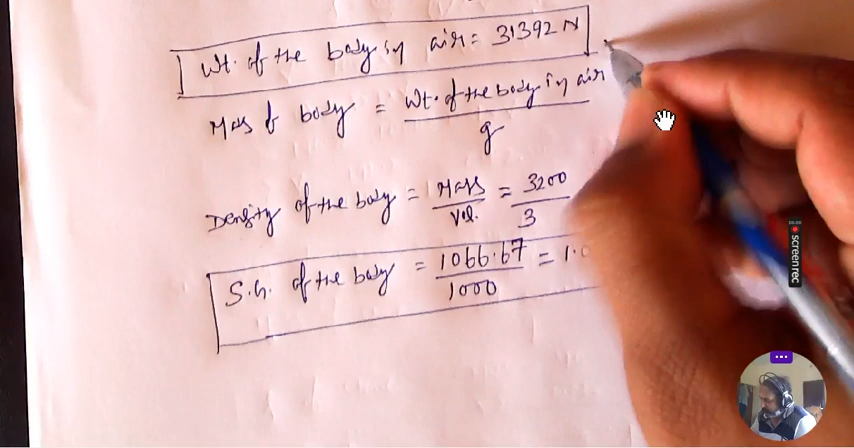 Wt. of the body in air = 31392 N
Mass of body = Wt. of the body in air / g
Density of the body = Mass / Vol. = 3200 / 3
S.G. of the body = 1066.67 / 1000 = 1.0
screenrec